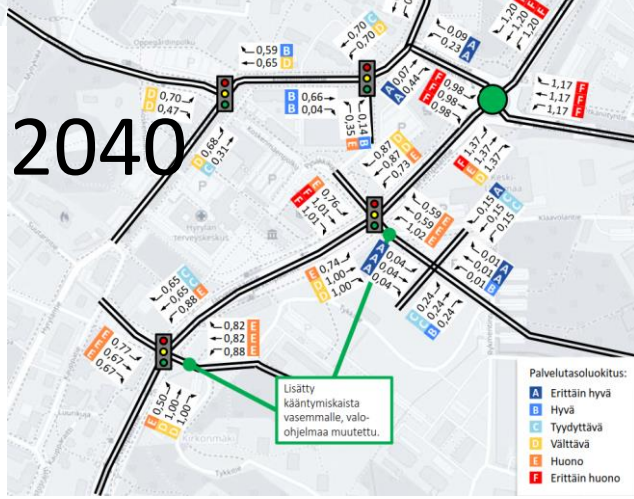 2040
0,59 B
0,65 D
0,70 C
0,70 D
0,09 A
0,23 A
1,20 F
1,20 F
1,20 F
1,17 F
1,17 F
1,17 F
D 0,70
D 0,47
B 0,66
B 0,04
A 0,07
A 0,44
F 0,98
F 0,98
F 0,98
0,35 E
0,14 B
D 0,68
C 0,31
D 0,87
D 0,87
E 0,73
F 1,37
E 1,37
D 1,37
Hyrylän
terveyskeskus
0,76
1,01
1,01
0,59 E
0,59 E
1,02 E
0,15 A
0,15 C
0,15 C
Klaavolantie
E 0,74
D 1,00
D 1,00
A 0,04
A 0,04
A 0,04
0,01 A
0,01 A
0,01 B
C 0,24
C 0,24
B 0,24
0,65 C
0,65 C
0,88 E
0,82 E
0,82 E
0,88 E
E 0,77
E 0,67
E 0,67
E 0,50
D 1,00
D 1,00
Kirkonmäki
Lisätty
kääntymiskaista
vasemmalle, valo-
ohjelmaa muutettu.
Palvelutasoluokitus:
A Erittäin hyvä
B Hyvä
C Tyydyttävä
D Välttävä
E Huono
F Erittäin huono